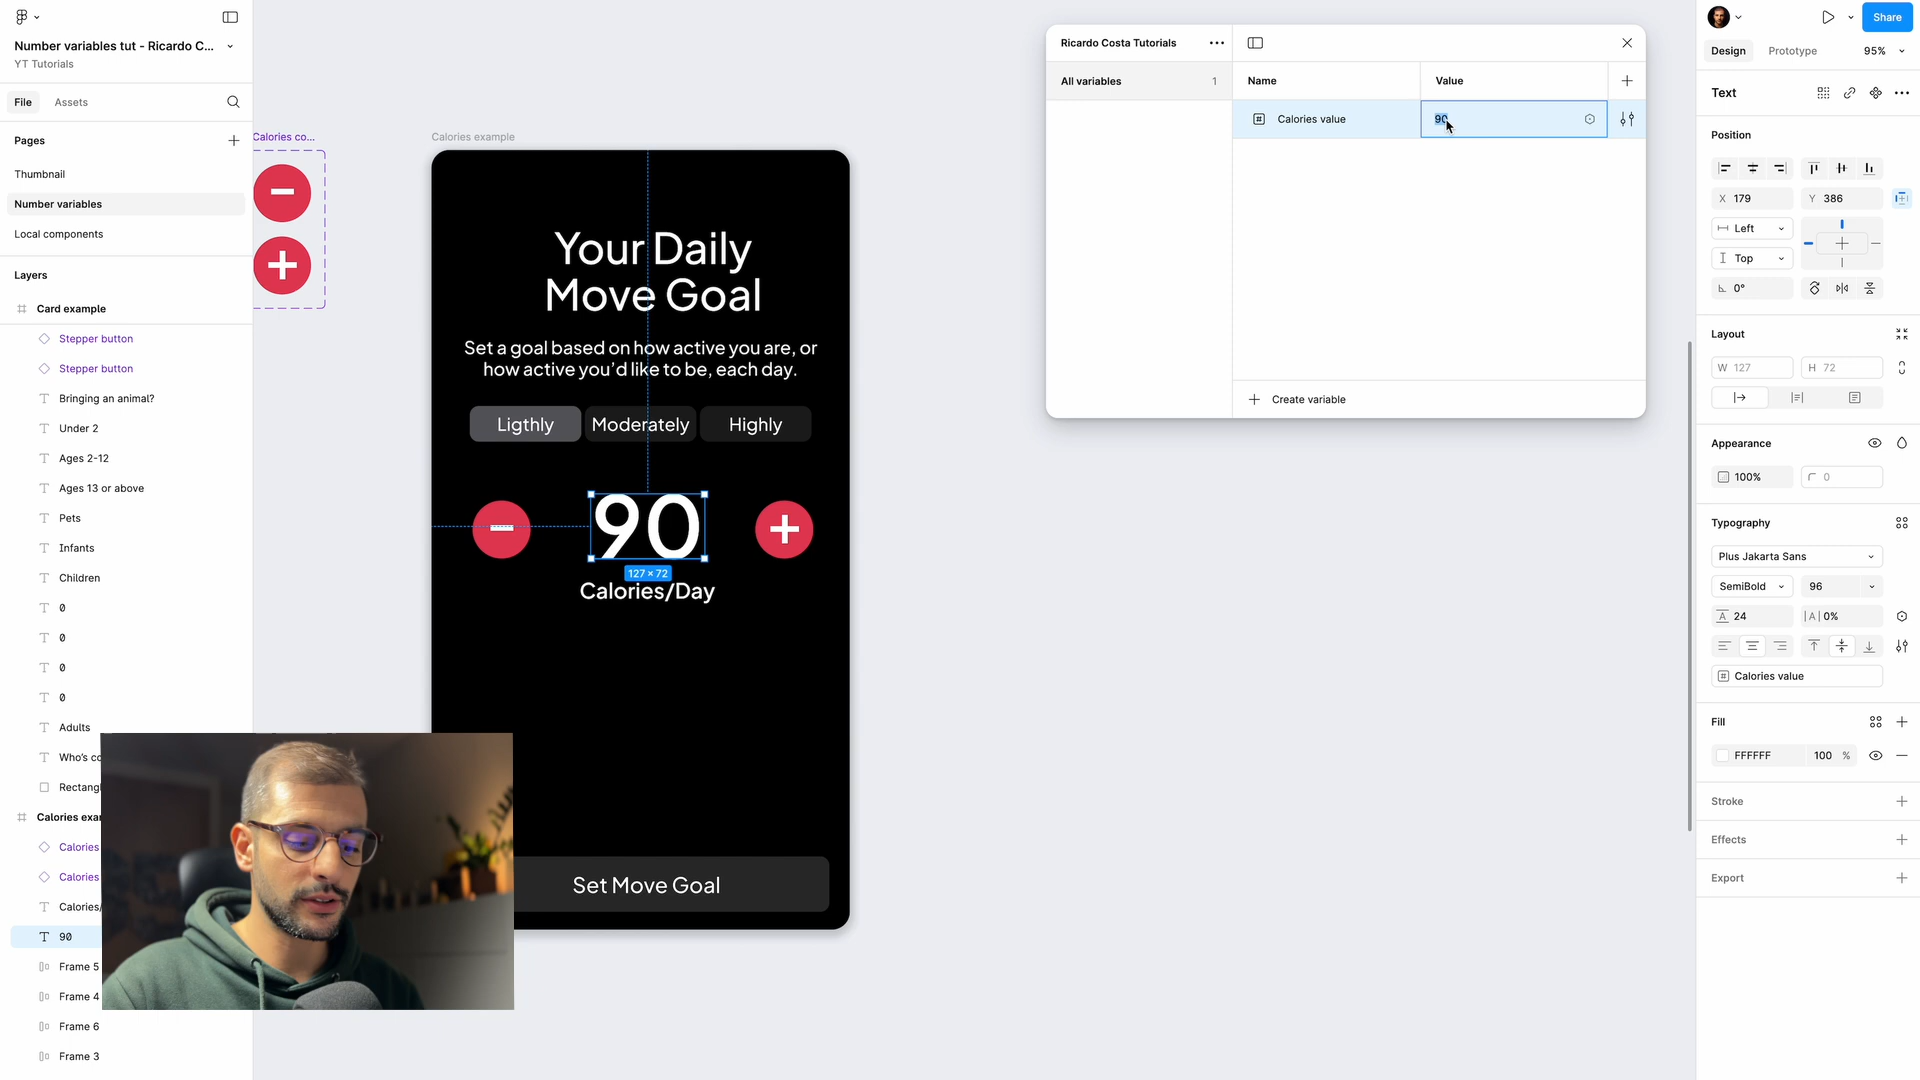 Number variables tut - Ricardo C...
YT Tutorials
File
Assets
Pages
Thumbnail
Number variables
Local components
Layers
Card example
Stepper button
Stepper button
Bringing an animal?
Under 2
Ages 2-12
Ages 13 or above
Pets
Infants
Children
0
0
0
0
Adults
Who's co
Rectangl
Calories exa
Calories
Calories
Calories/
90
Frame 5
Frame 4
Frame 6
Frame 3
Calories co...
Calories example
Your Daily
Move Goal
Set a goal based on how active you are, or
how active you'd like to be, each day.
Ligthly
Moderately
Highly
90
127 × 72
Calories/Day
Set Move Goal
Ricardo Costa Tutorials
All variables
1
Name
Value
Calories value
90
Create variable
Share
Design
Prototype
95%
Text
Position
X 179
Y 386
Left
Top
0°
Layout
W 127
H 72
Appearance
100%
0
Typography
Plus Jakarta Sans
SemiBold
96
24
0%
Calories value
Fill
FFFFFF
100 %
Stroke
Effects
Export